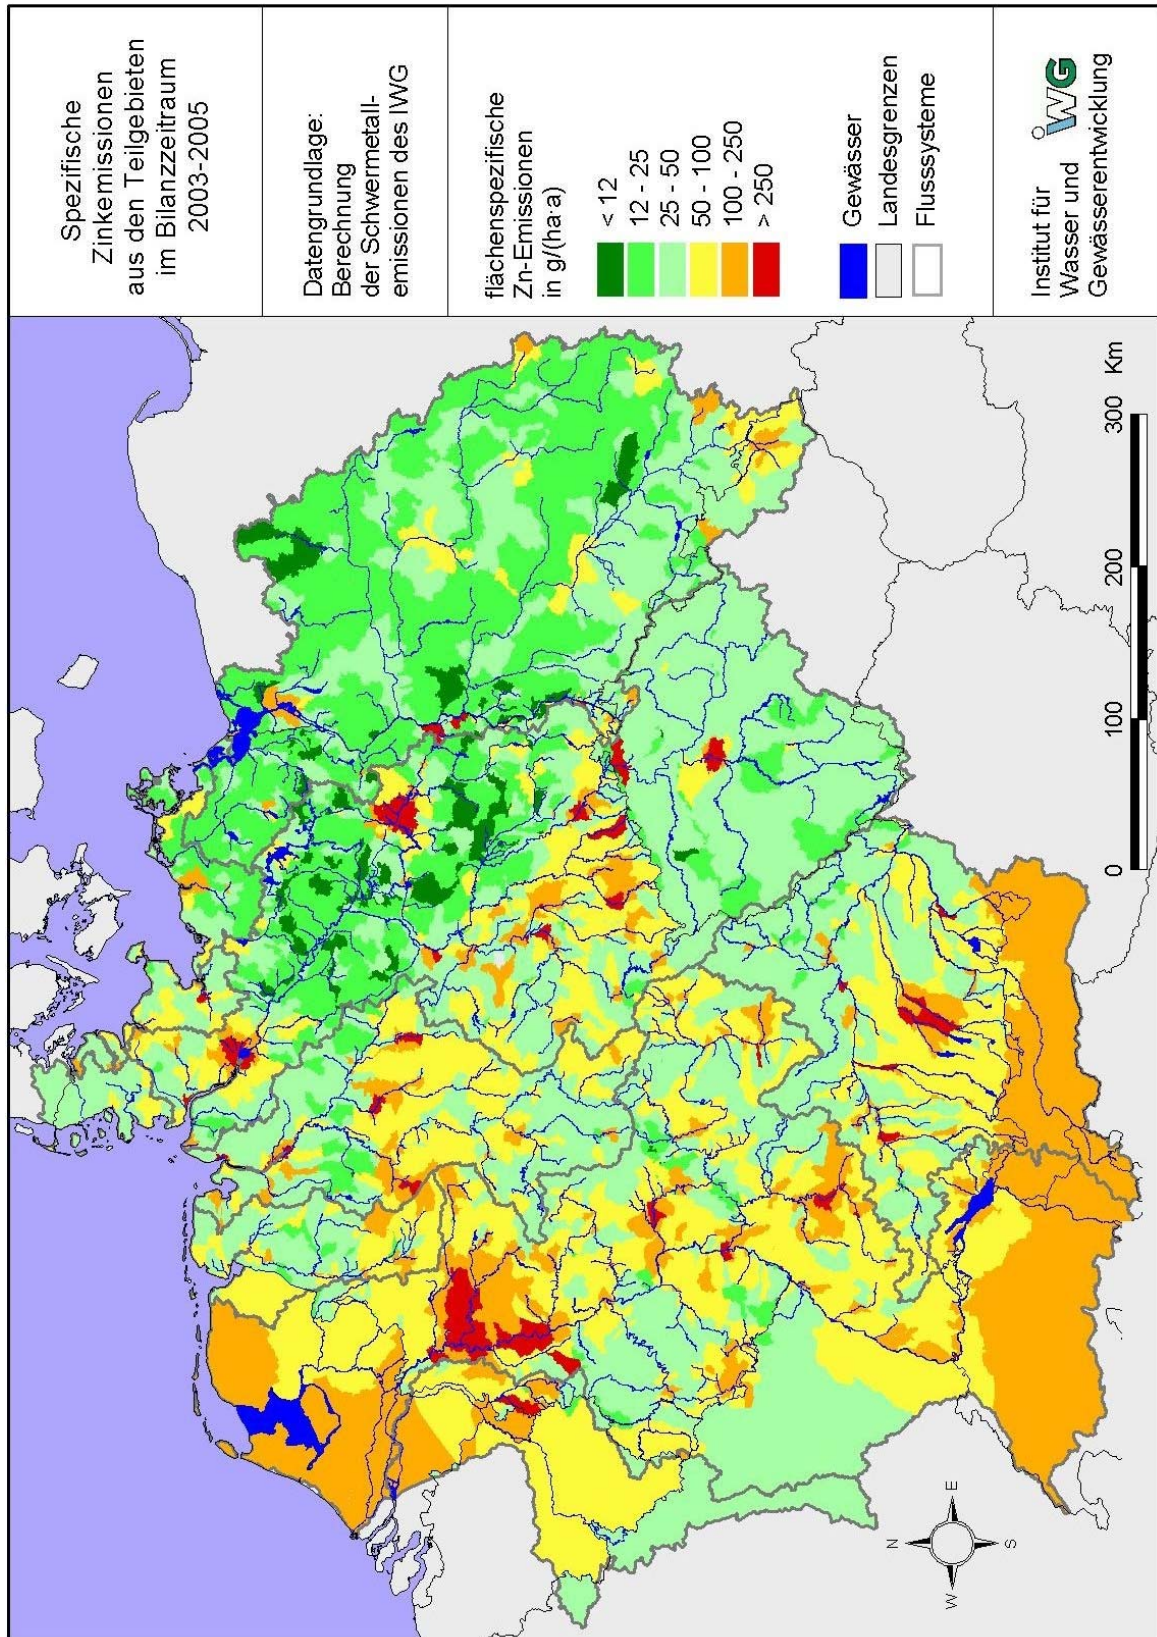 Spezifische
Zinkemissionen
aus den Teilgebieten
im Bilanzzeitraum
2003-2005
Datengrundlage:
Berechnung
der Schwermetall-
emissionen des IWG
flächenspezifische
Zn-Emissionen
in g/(ha·a)
< 12
12 - 25
25 - 50
50 - 100
100 - 250
> 250
Gewässer
Landesgrenzen
Flusssysteme
Institut für
Wasser und
Gewässerentwicklung
iWG
N
W E
S
0 100 200 300 Km